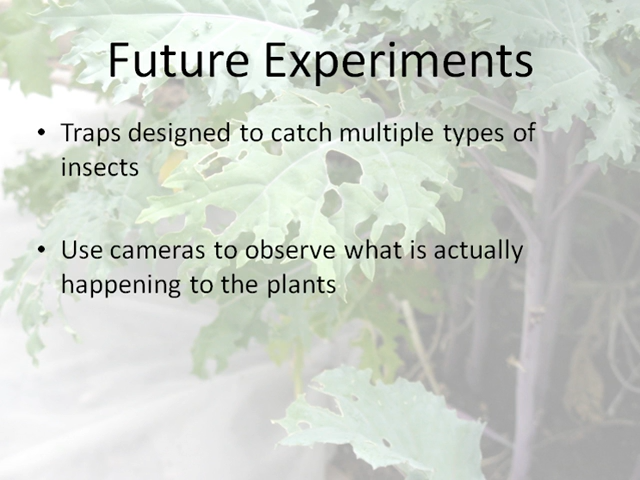 Future Experiments
• Traps designed to catch multiple types of
insects
• Use cameras to observe what is actually
happening to the plants